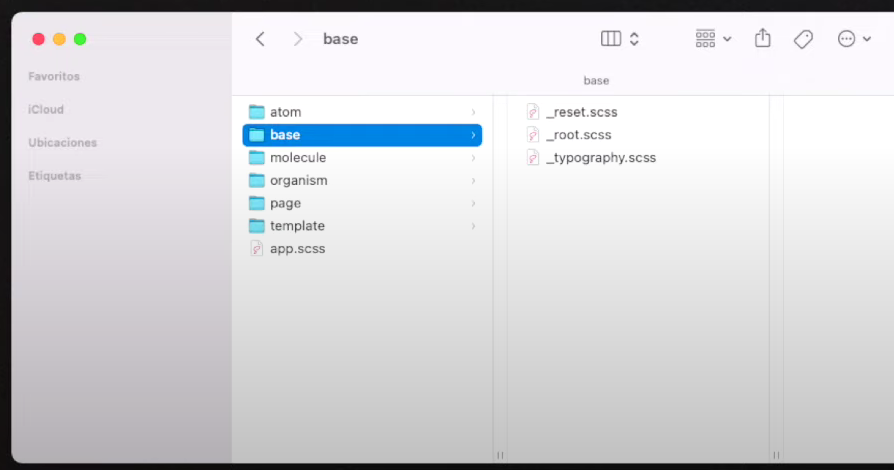 base
base
Favoritos
iCloud
Ubicaciones
Etiquetas
atom
base
molecule
organism
page
template
app.scss
_reset.scss
_root.scss
_typography.scss